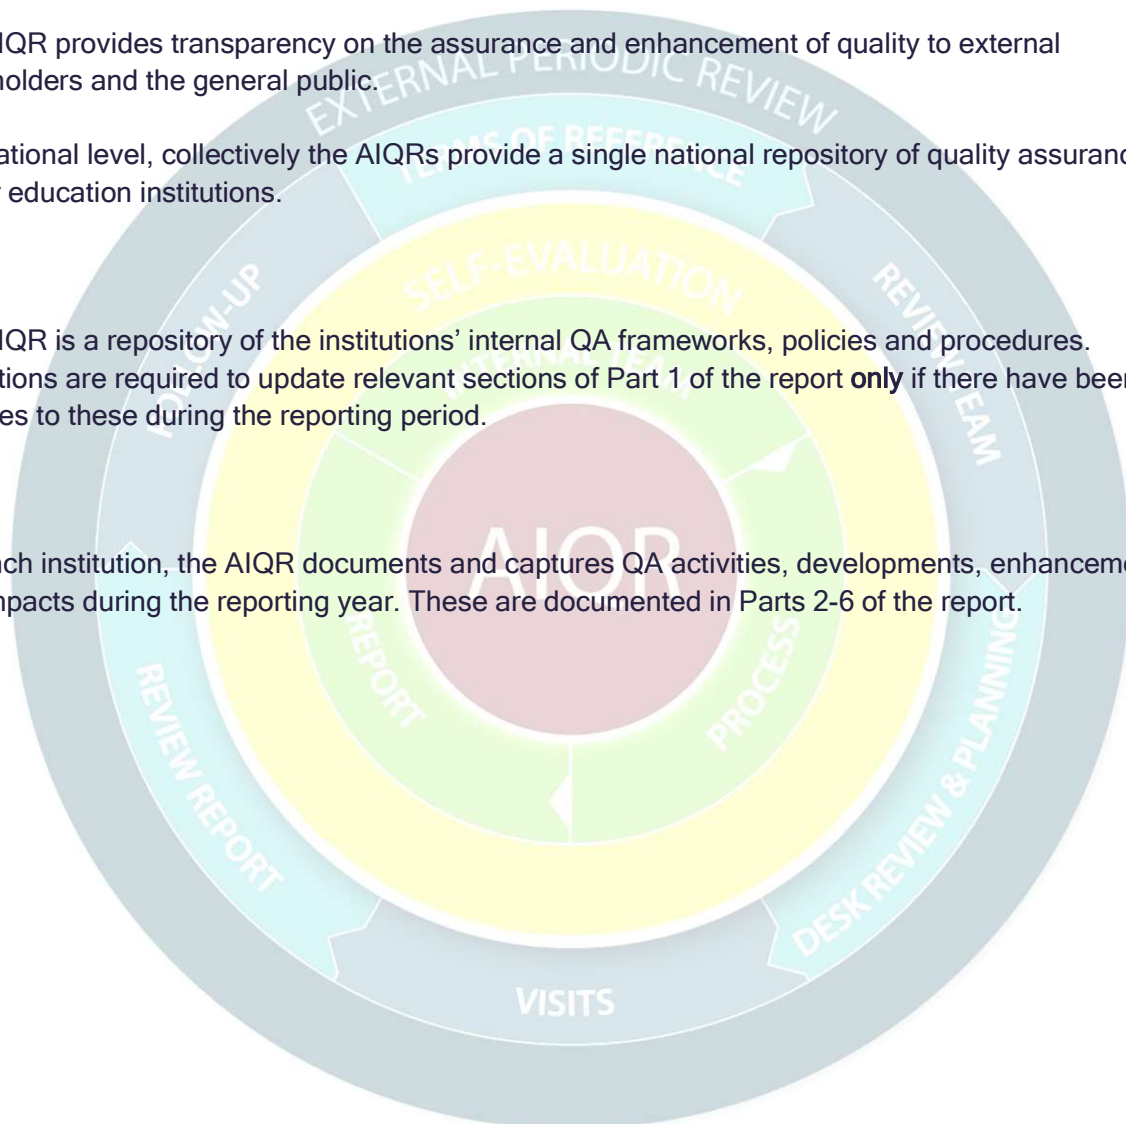 IQR provides transparency on the assurance and enhancement of quality to external
holders and the general public.
EXTERNAL PERIODIC REVIEW
TERMS OF REFERENCE
ational level, collectively the AIQRs provide a single national repository of quality assuranc
r education institutions.
SELF-EVALUATION
FOLLOW-UP
REVIEW TEAM
IQR is a repository of the institutions’ internal QA frameworks, policies and procedures.
INTERNAL TEAM
tions are required to update relevant sections of Part 1 of the report only if there have been
es to these during the reporting period.
AIQR
ach institution, the AIQR documents and captures QA activities, developments, enhanceme
mpacts during the reporting year. These are documented in Parts 2-6 of the report.
REPORT
PROCESS
REVIEW REPORT
DESK REVIEW & PLANNING
VISITS